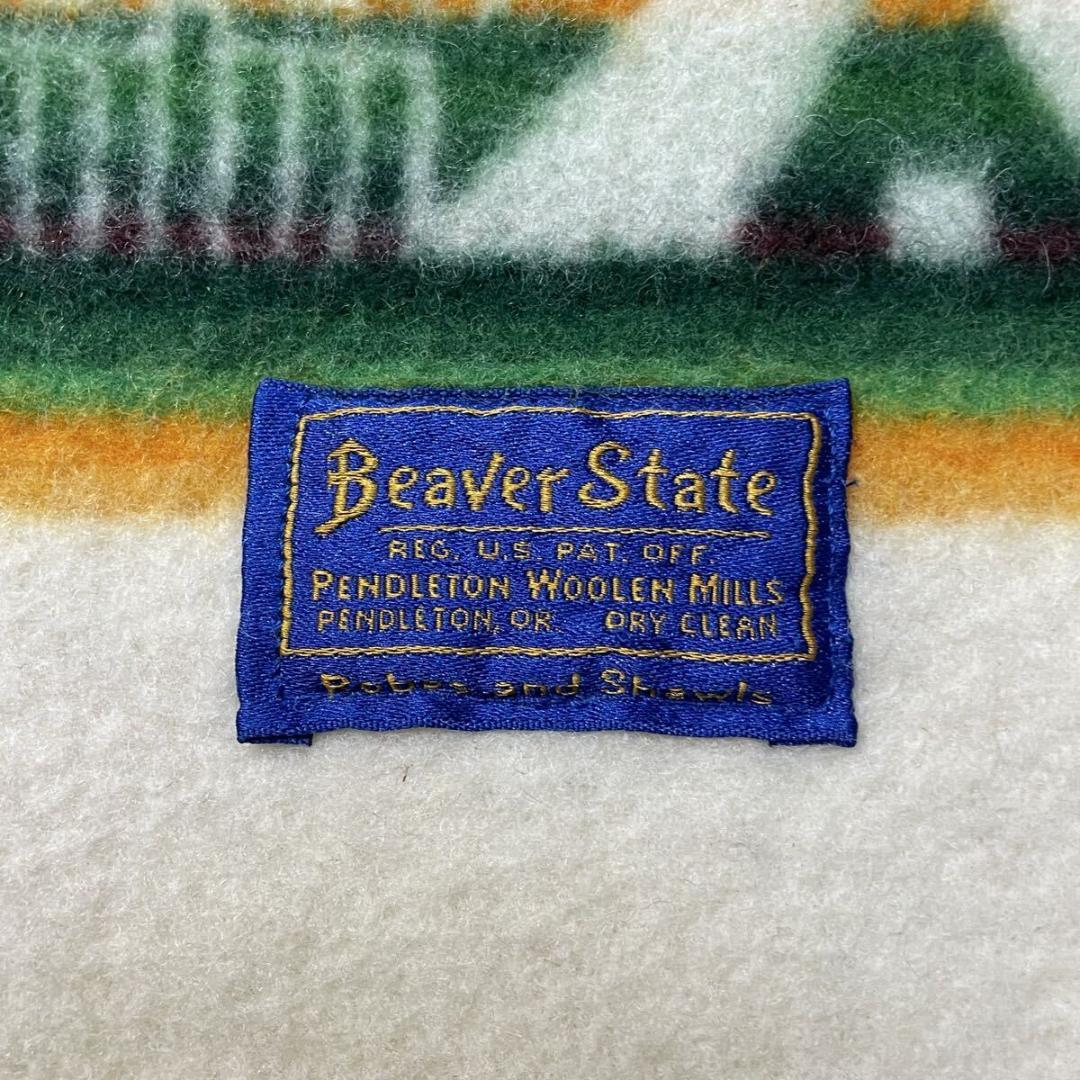 Beaver State
REG. U.S. PAT. OFF.
PENDLETON WOOLEN MILLS
PENDLETON, OR. DRY CLEAN
Robes and Shawls